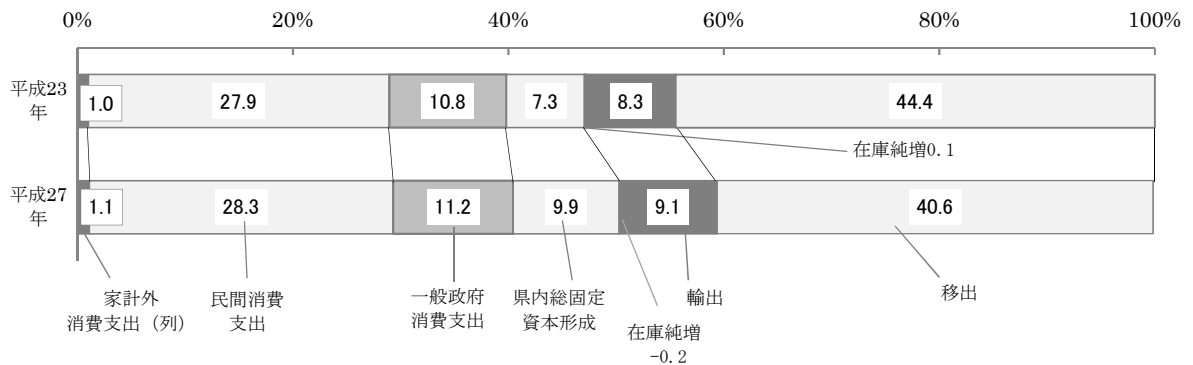 0% 20% 40% 60% 80% 100%
平成23
年
1.0 27.9 10.8 7.3 8.3 44.4
在庫純増0.1
平成27
年
1.1 28.3 11.2 9.9 9.1 40.6
家計外
消費支出（列）
民間消費
支出
一般政府
消費支出
県内総固定
資本形成
在庫純増
-0.2
輸出
移出